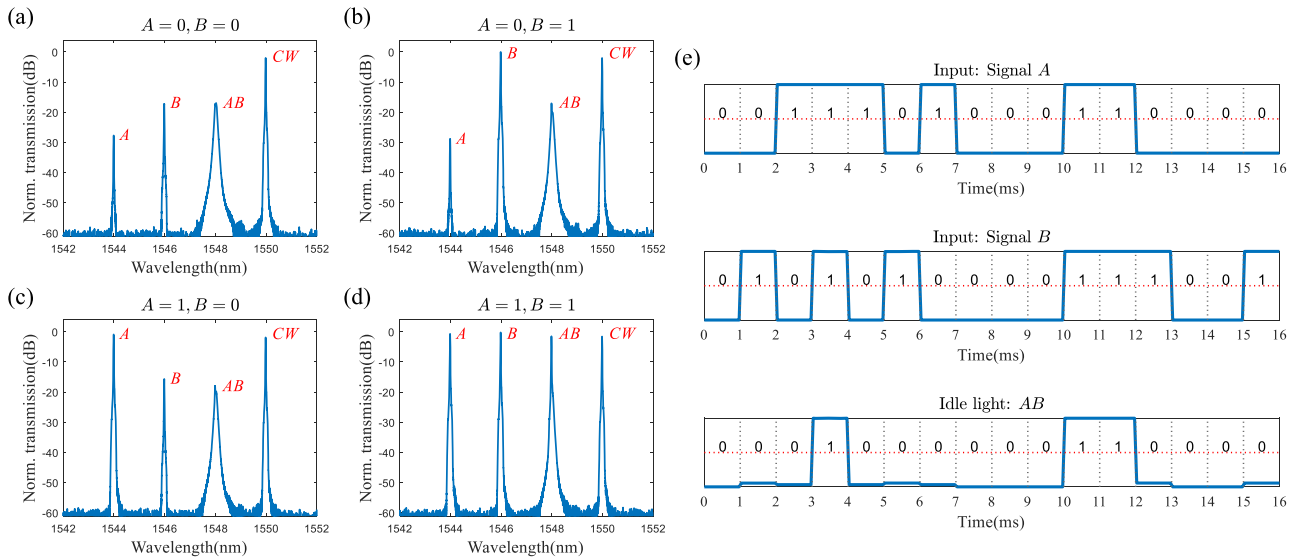 (a)
A = 0, B = 0
Norm. transmission(dB)
0
-10
-20
-30
-40
-50
-60
A
B
AB
CW
1542 1544 1546 1548 1550 1552
Wavelength(nm)
(b)
A = 0, B = 1
Norm. transmission(dB)
0
-10
-20
-30
-40
-50
-60
A
B
AB
CW
1542 1544 1546 1548 1550 1552
Wavelength(nm)
(c)
A = 1, B = 0
Norm. transmission(dB)
0
-10
-20
-30
-40
-50
-60
A
B
AB
CW
1542 1544 1546 1548 1550 1552
Wavelength(nm)
(d)
A = 1, B = 1
Norm. transmission(dB)
0
-10
-20
-30
-40
-50
-60
A
B
AB
CW
1542 1544 1546 1548 1550 1552
Wavelength(nm)
(e)
Input: Signal A
0 0 1 1 1 0 1 0 0 0 1 1 0 0 0 0
0 1 2 3 4 5 6 7 8 9 10 11 12 13 14 15 16
Time(ms)
Input: Signal B
0 1 0 1 0 1 0 0 0 0 1 1 1 0 0 1
0 1 2 3 4 5 6 7 8 9 10 11 12 13 14 15 16
Time(ms)
Idle light: AB
0 0 0 1 0 0 0 0 0 0 1 1 0 0 0 0
0 1 2 3 4 5 6 7 8 9 10 11 12 13 14 15 16
Time(ms)